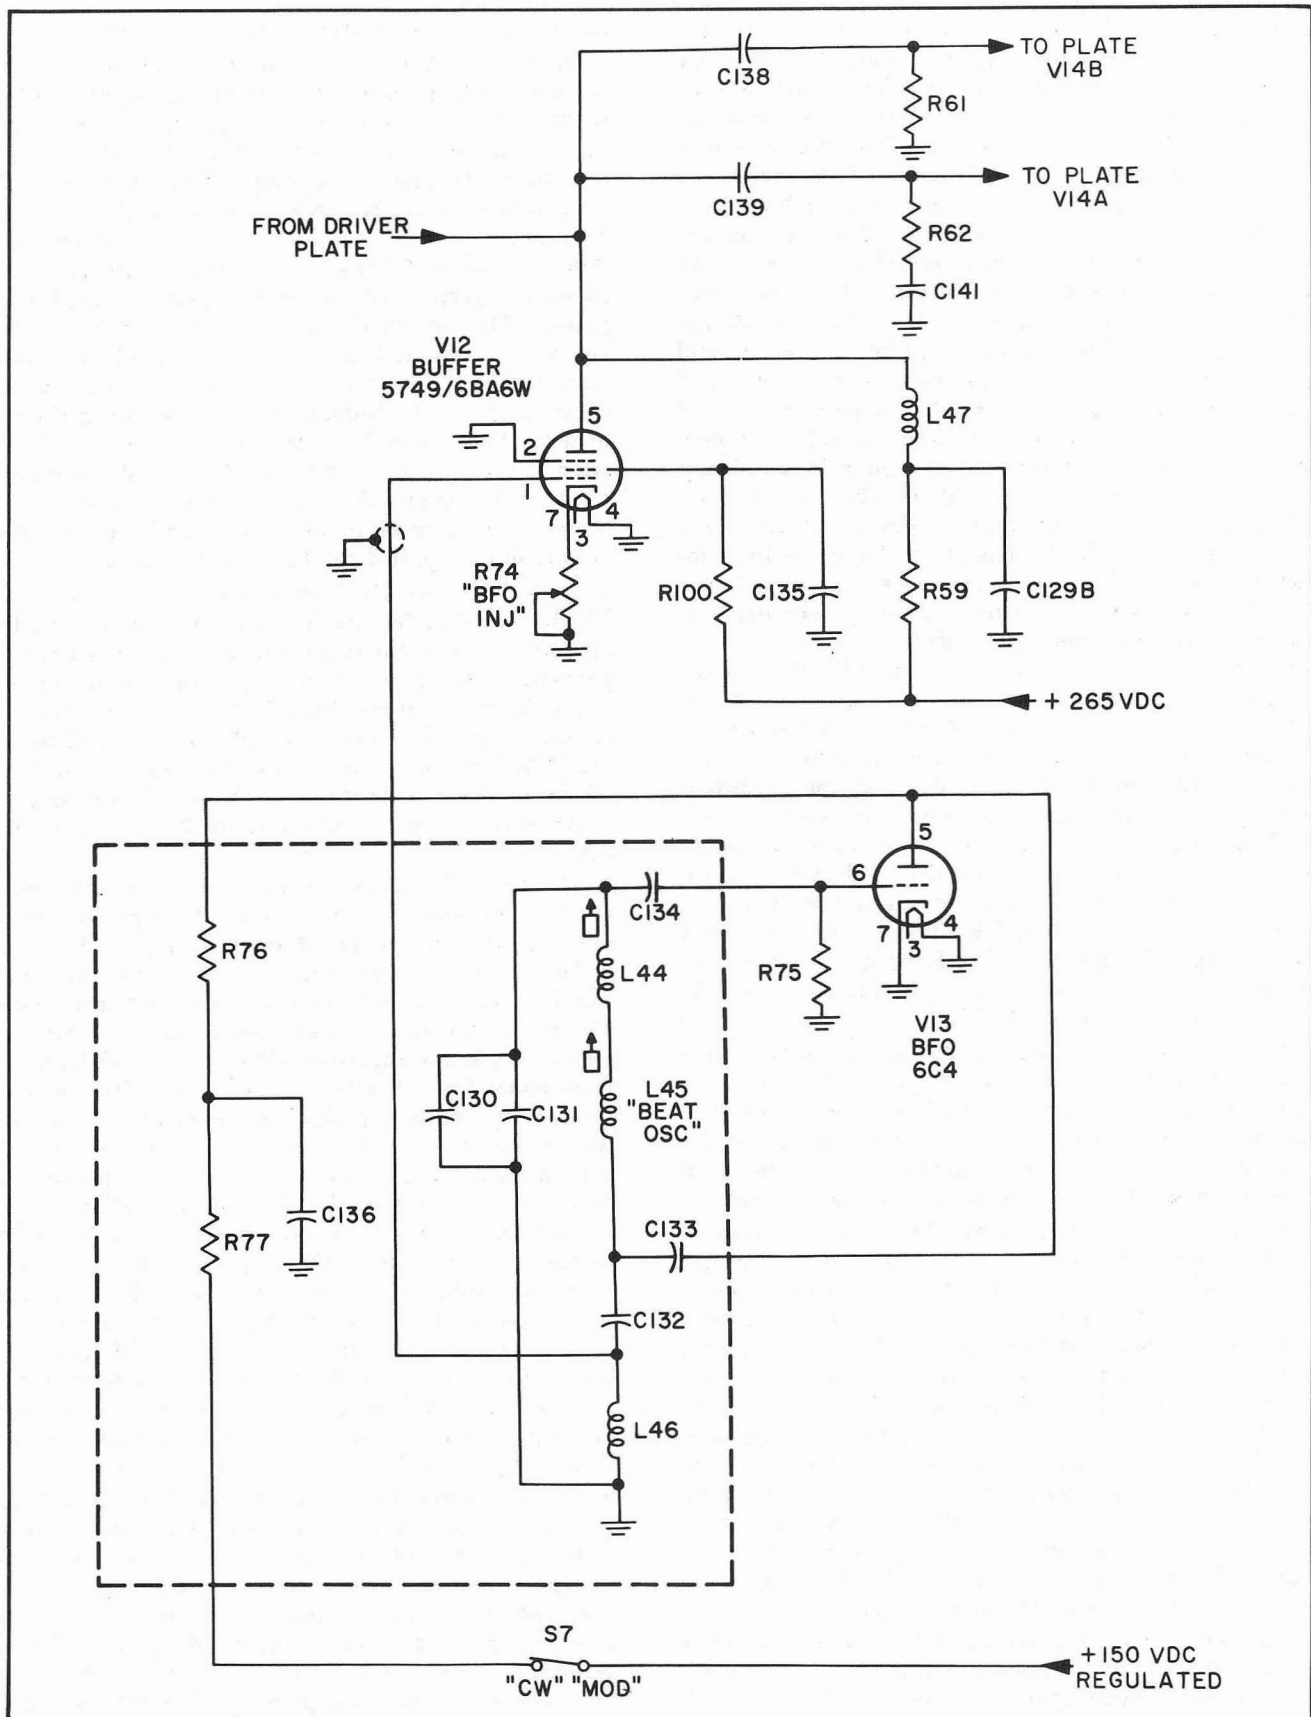 C138
TO PLATE
V14B
R61
C139
TO PLATE
V14A
FROM DRIVER
PLATE
R62
C141
V12
BUFFER
5749/6BA6W
5
2
1
7
3
4
L47
R74
"BFO
INJ"
R100
C135
R59
C129B
+ 265 VDC
5
6
7
3
4
C134
R76
L44
R75
V13
BFO
6C4
C130
C131
L45
"BEAT
OSC"
C136
R77
C133
C132
L46
S7
"CW" "MOD"
+150 VDC
REGULATED